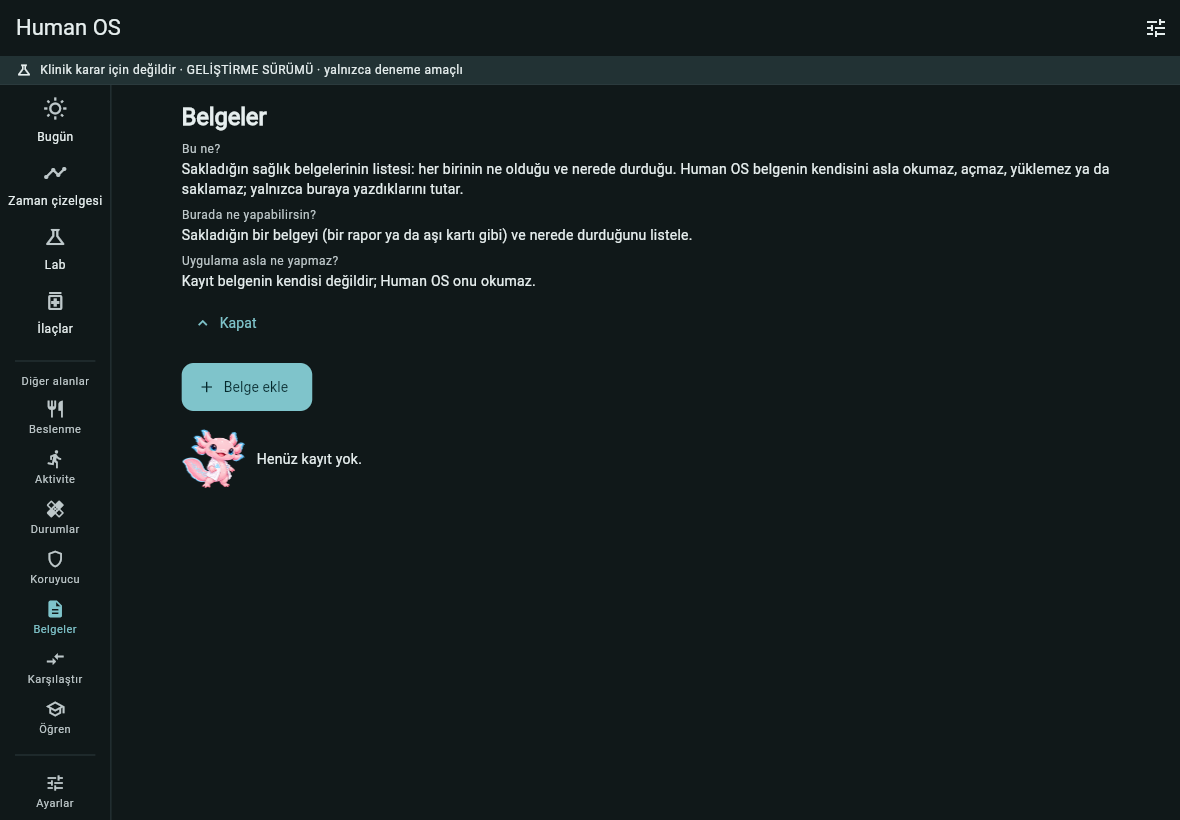 Human OS
Klinik karar için değildir · GELİŞTİRME SÜRÜMÜ · yalnızca deneme amaçlı
Bugün
Zaman çizelgesi
Lab
İlaçlar
Diğer alanlar
Beslenme
Aktivite
Durumlar
Koruyucu
Belgeler
Karşılaştır
Öğren
Ayarlar
Belgeler
Bu ne?
Sakladığın sağlık belgelerinin listesi: her birinin ne olduğu ve nerede durduğu. Human OS belgenin kendisini asla okumaz, açmaz, yüklemez ya da
saklamaz; yalnızca buraya yazdıklarını tutar.
Burada ne yapabilirsin?
Sakladığın bir belgeyi (bir rapor ya da aşı kartı gibi) ve nerede durduğunu listele.
Uygulama asla ne yapmaz?
Kayıt belgenin kendisi değildir; Human OS onu okumaz.
Kapat
Belge ekle
Henüz kayıt yok.